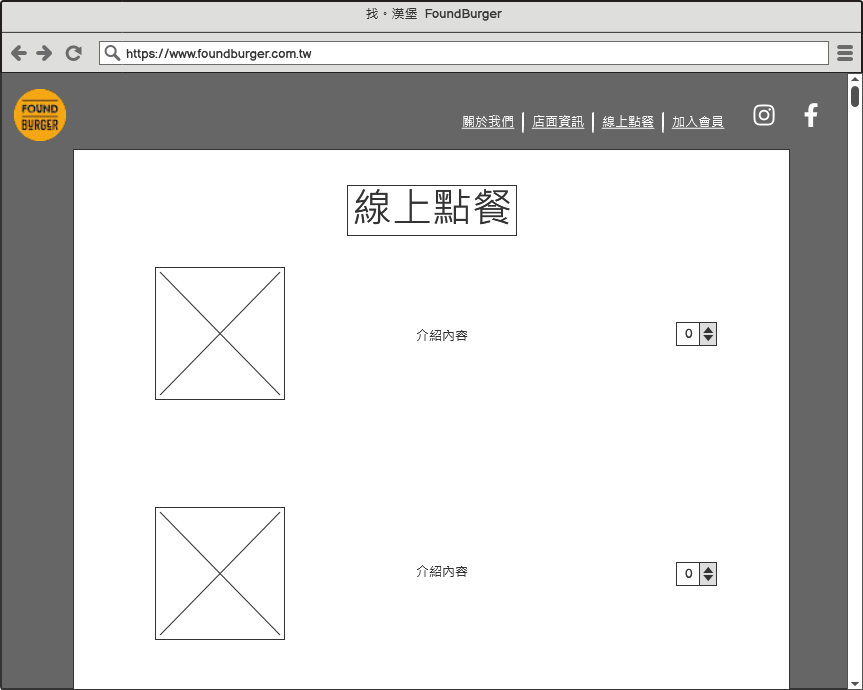 找。漢堡 FoundBurger
https://www.foundburger.com.tw
FOUND
BURGER
關於我們 店面資訊 線上點餐 加入會員
線上點餐
介紹內容 0
介紹內容 0